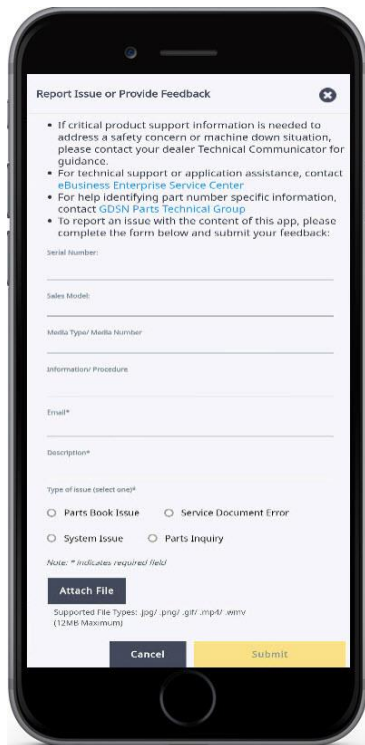 Report Issue or Provide Feedback
• If critical product support information is needed to
address a safety concern or machine down situation,
please contact your dealer Technical Communicator for
guidance.
• For technical support or application assistance, contact
eBusiness Enterprise Service Center
• For help identifying part number specific information,
contact GDSN Parts Technical Group
• To report an issue with the content of this app, please
complete the form below and submit your feedback:
Serial Number:
Sales Model:
Media Type/ Media Number
Information/ Procedure
Email*
Description*
Type of issue (select one)*
Parts Book Issue Service Document Error
System Issue Parts Inquiry
Note: * indicates required field
Attach File
Supported File Types: .jpg/ .png/ .gif/ .mp4/ .wmv
(12MB Maximum)
Cancel Submit